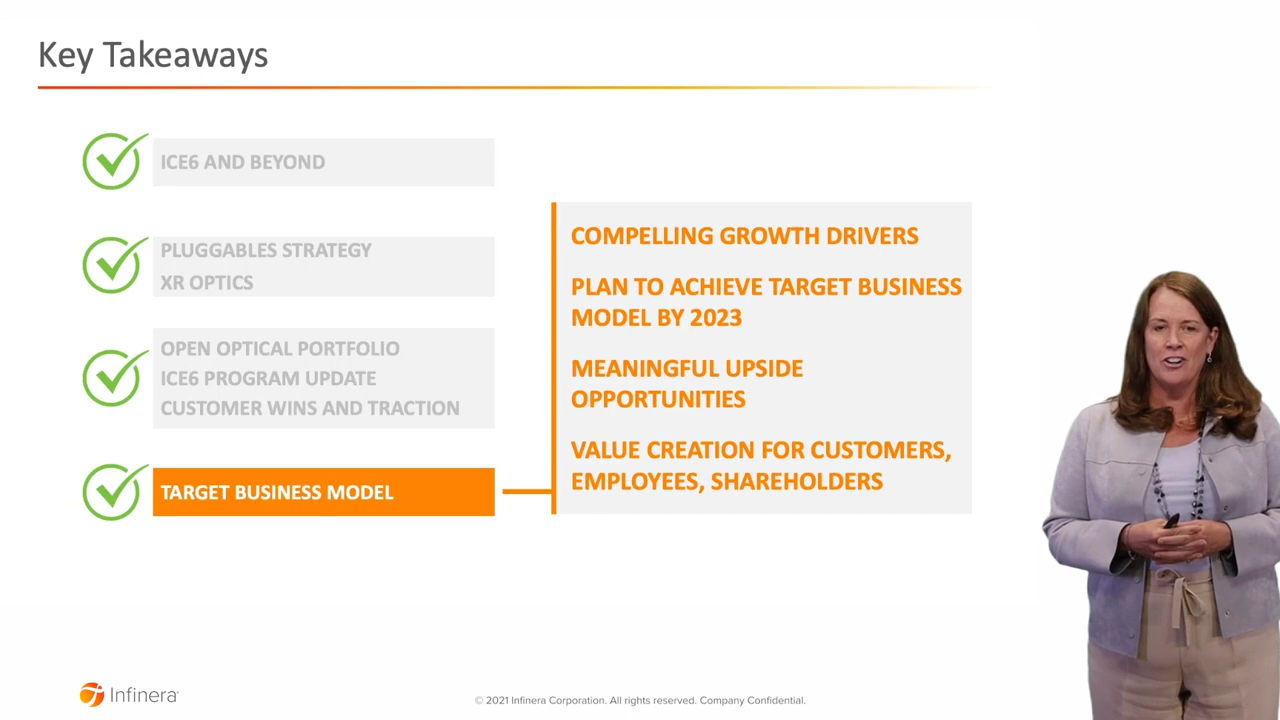 Key Takeaways
ICE6 AND BEYOND
PLUGGABLES STRATEGY
XR OPTICS
OPEN OPTICAL PORTFOLIO
ICE6 PROGRAM UPDATE
CUSTOMER WINS AND TRACTION
TARGET BUSINESS MODEL
COMPELLING GROWTH DRIVERS
PLAN TO ACHIEVE TARGET BUSINESS
MODEL BY 2023
MEANINGFUL UPSIDE
OPPORTUNITIES
VALUE CREATION FOR CUSTOMERS,
EMPLOYEES, SHAREHOLDERS
Infinera
© 2021 Infinera Corporation. All rights reserved. Company Confidential.